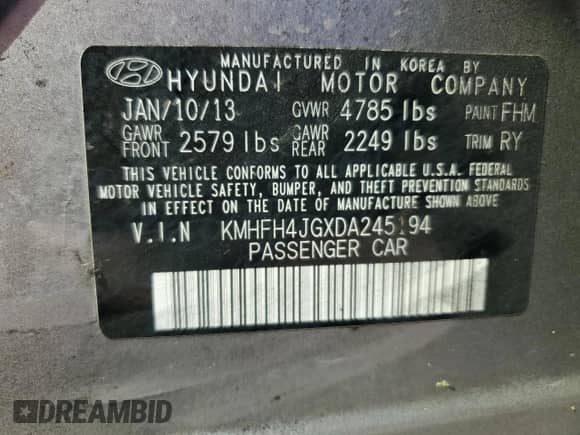 MANUFACTURED IN KOREA BY
HYUNDAI MOTOR COMPANY
JAN/10/13 GVWR 4785 lbs PAINT FHM
GAWR FRONT 2579 lbs GAWR REAR 2249 lbs TRIM RY
THIS VEHICLE CONFORMS TO ALL APPLICABLE U.S.A. FEDERAL
MOTOR VEHICLE SAFETY, BUMPER, AND THEFT PREVENTION STANDARDS
IN EFFECT ON THE DATE OF MANUFACTURE SHOWN ABOVE.
V.I.N KMHFH4JGXDA245194
PASSENGER CAR
DREAMBID